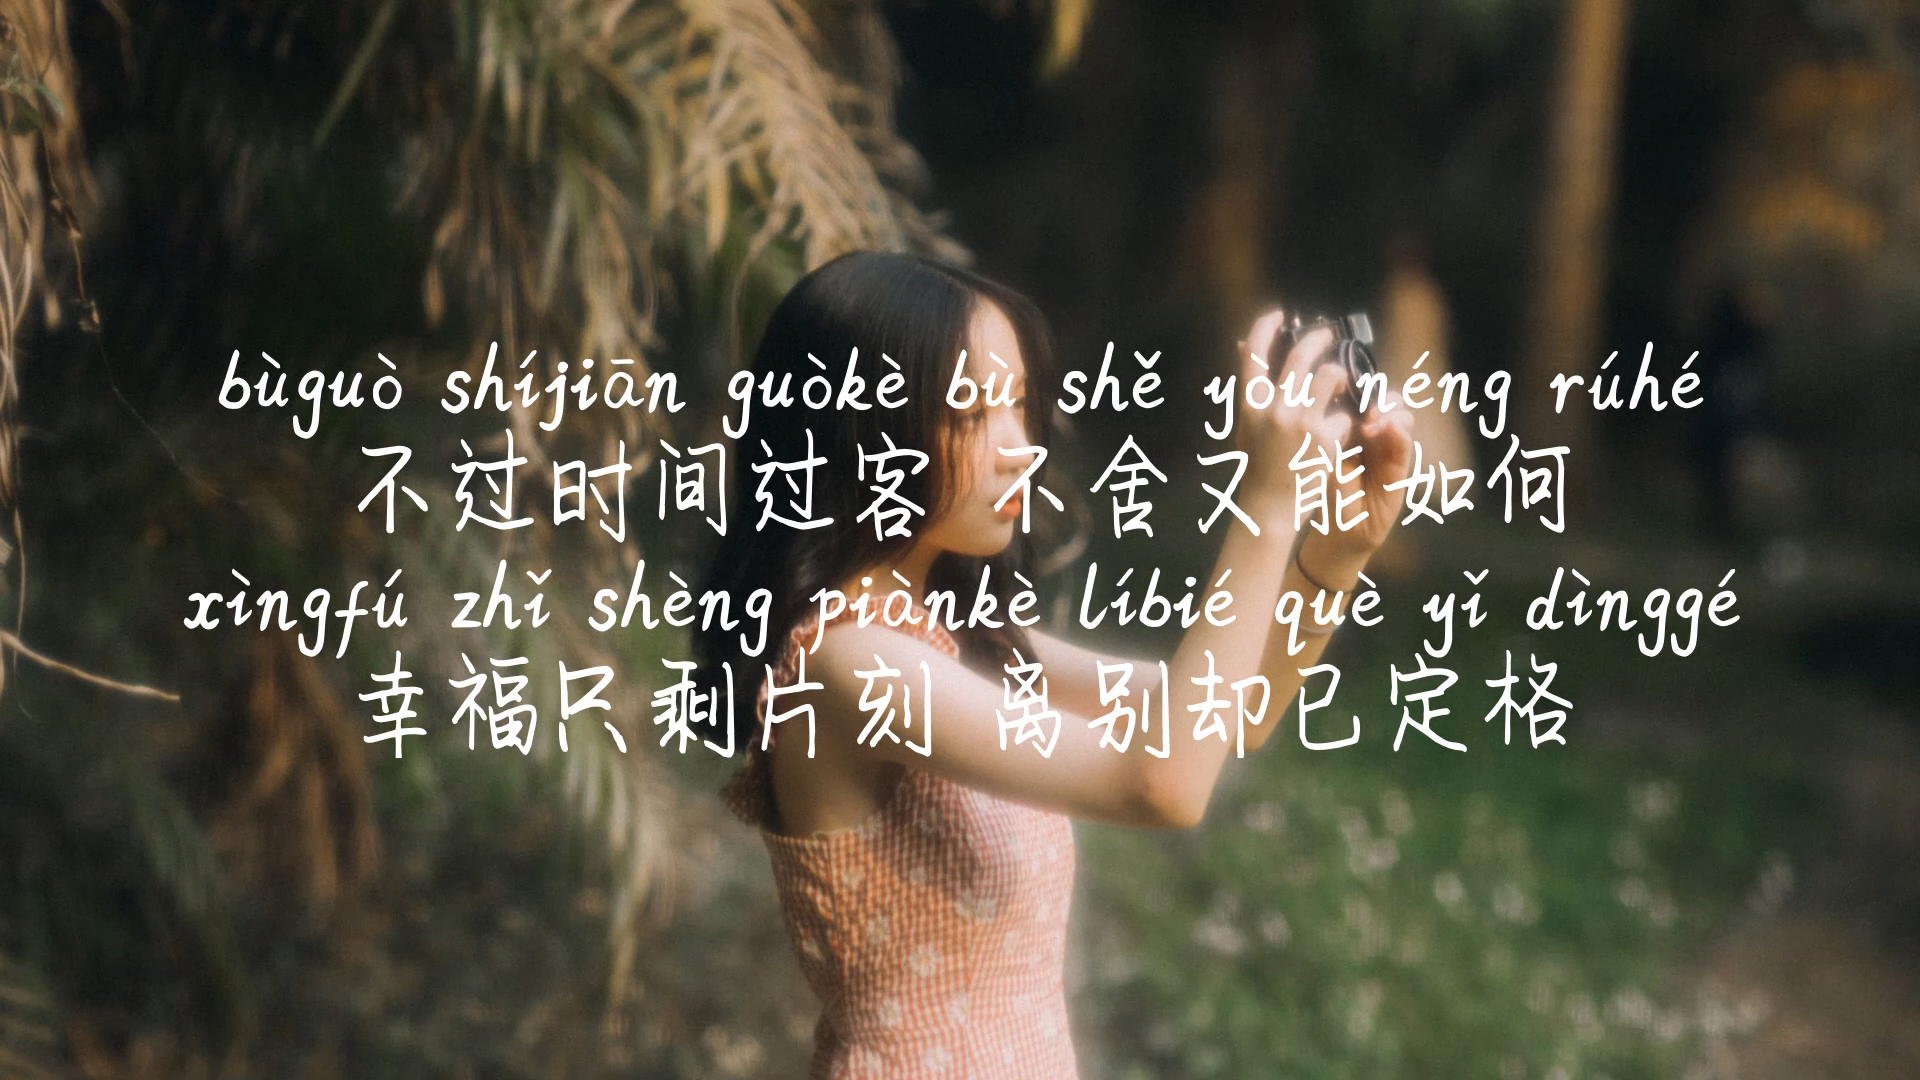 bùguò shíjiān guòkè bù shě yòu néng rúhé
不过时间过客 不舍又能如何
xìngfú zhǐ shèng piànkè líbié què yǐ dìnggé
幸福只剩片刻 离别却已定格